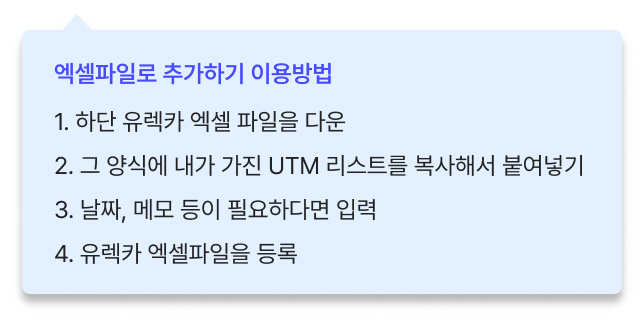 엑셀파일로 추가하기 이용방법
1. 하단 유렉카 엑셀 파일을 다운
2. 그 양식에 내가 가진 UTM 리스트를 복사해서 붙여넣기
3. 날짜, 메모 등이 필요하다면 입력
4. 유렉카 엑셀파일을 등록